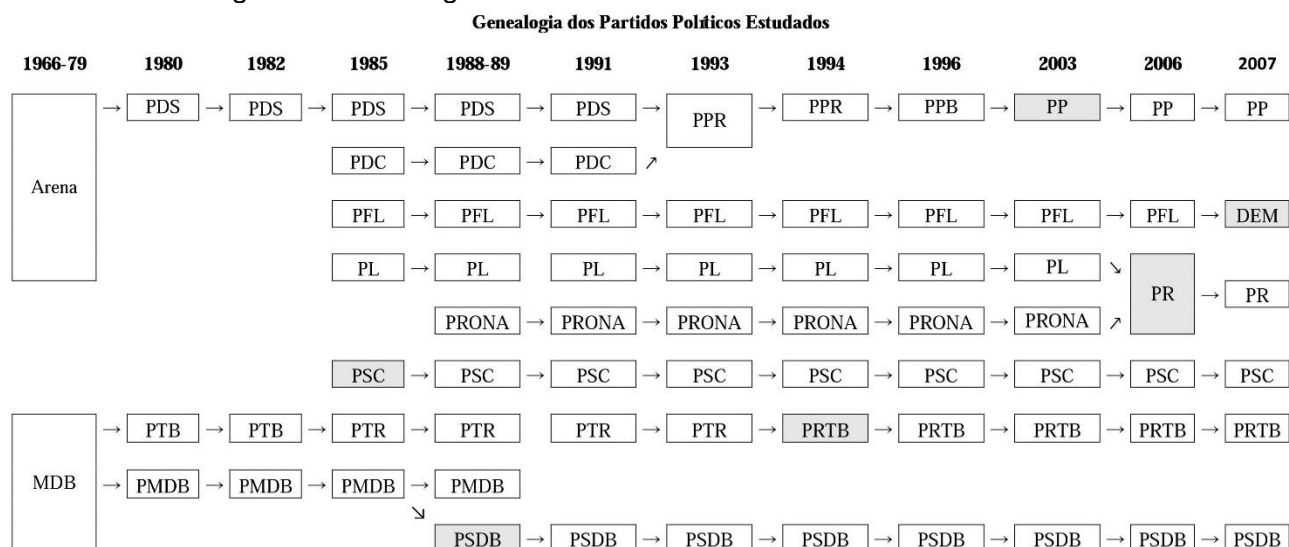 Genealogia dos Partidos Políticos Estudados
1966-79 1980 1982 1985 1988-89 1991 1993 1994 1996 2003 2006 2007
PDS PDS PDS PDS PDS PPR PPR PPB PP PP PP
PDC PDC PDC
Arena
PFL PFL PFL PFL PFL PFL PFL PFL DEM
PL PL PL PL PL PL PL
PR PR
PRONA PRONA PRONA PRONA PRONA PRONA
PSC PSC PSC PSC PSC PSC PSC PSC PSC
PTB PTB PTR PTR PTR PTR PRTB PRTB PRTB PRTB PRTB
MDB PMDB PMDB PMDB PMDB
PSDB PSDB PSDB PSDB PSDB PSDB PSDB PSDB